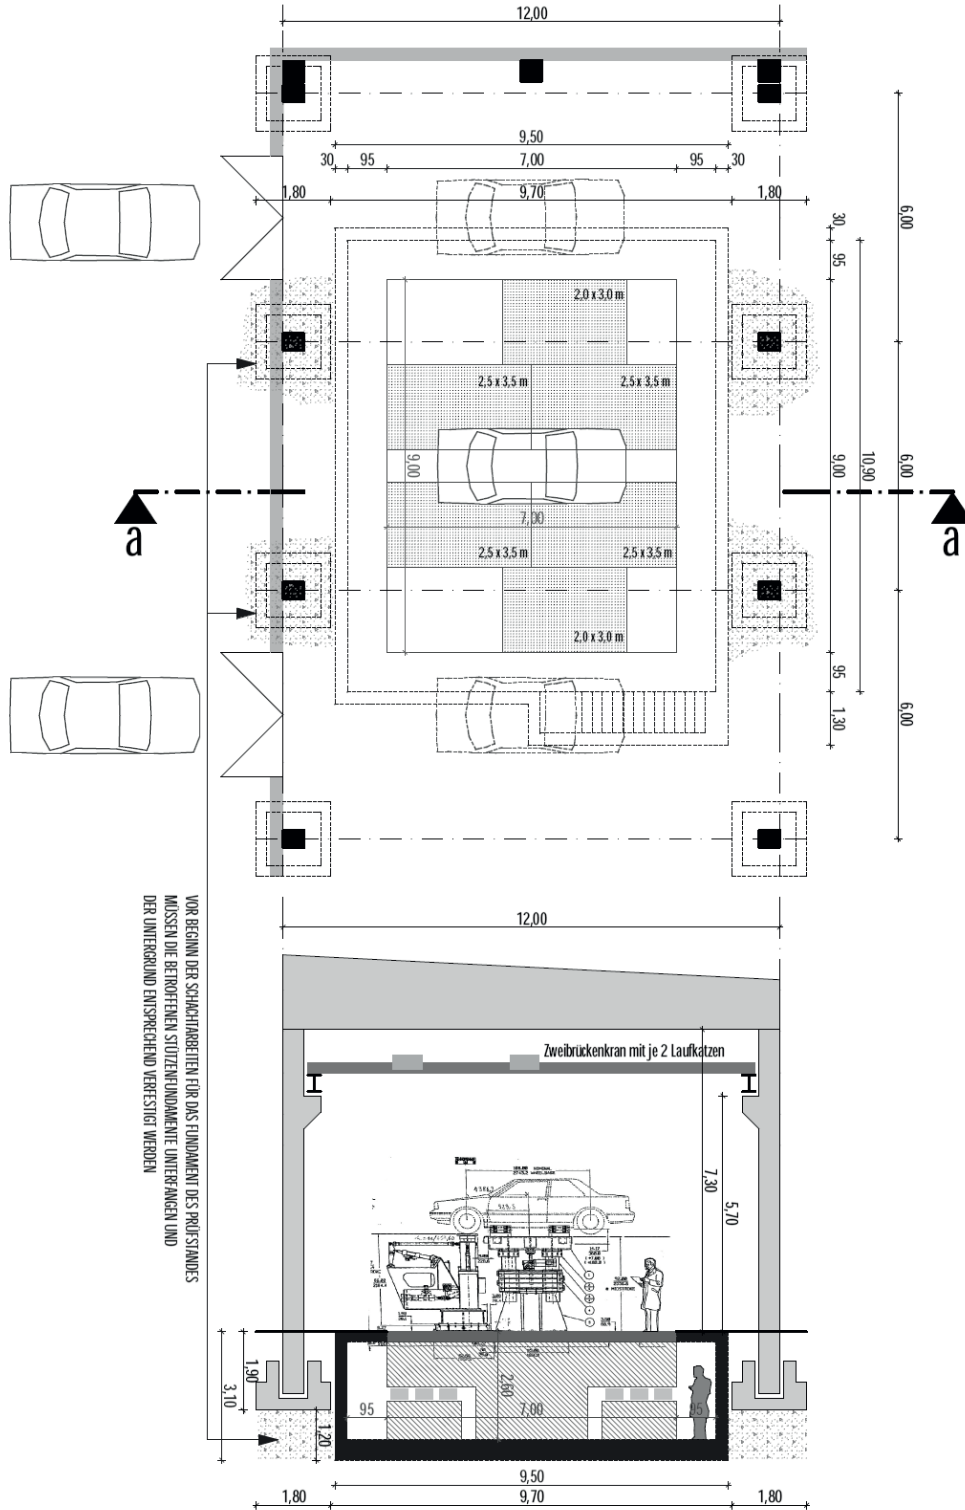 12,00
9,50
30 95 7,00 95 30
1,80 9,70 1,80
6,00
30
95
2,0 x 3,0 m
2,5 x 3,5 m 2,5 x 3,5 m
9,00
9,00
10,90
6,00
a a
7,00
2,5 x 3,5 m 2,5 x 3,5 m
2,0 x 3,0 m
95
1,30
6,00
VOR BEGINN DER SCHACHTARBEITEN FÜR DAS FUNDAMENT DES PRÜFSTANDES
MÜSSEN DIE BETROFFENEN STÜTZENFUNDAMENTE UNTERFANGEN UND
DER UNTERGRUND ENTSPRECHEND VERFESTIGT WERDEN
12,00
Zweibrückenkran mit je 2 Laufkatzen
7,30
5,70
1,90
3,10
1,20
2,60
95 7,00 95
9,50
1,80 9,70 1,80